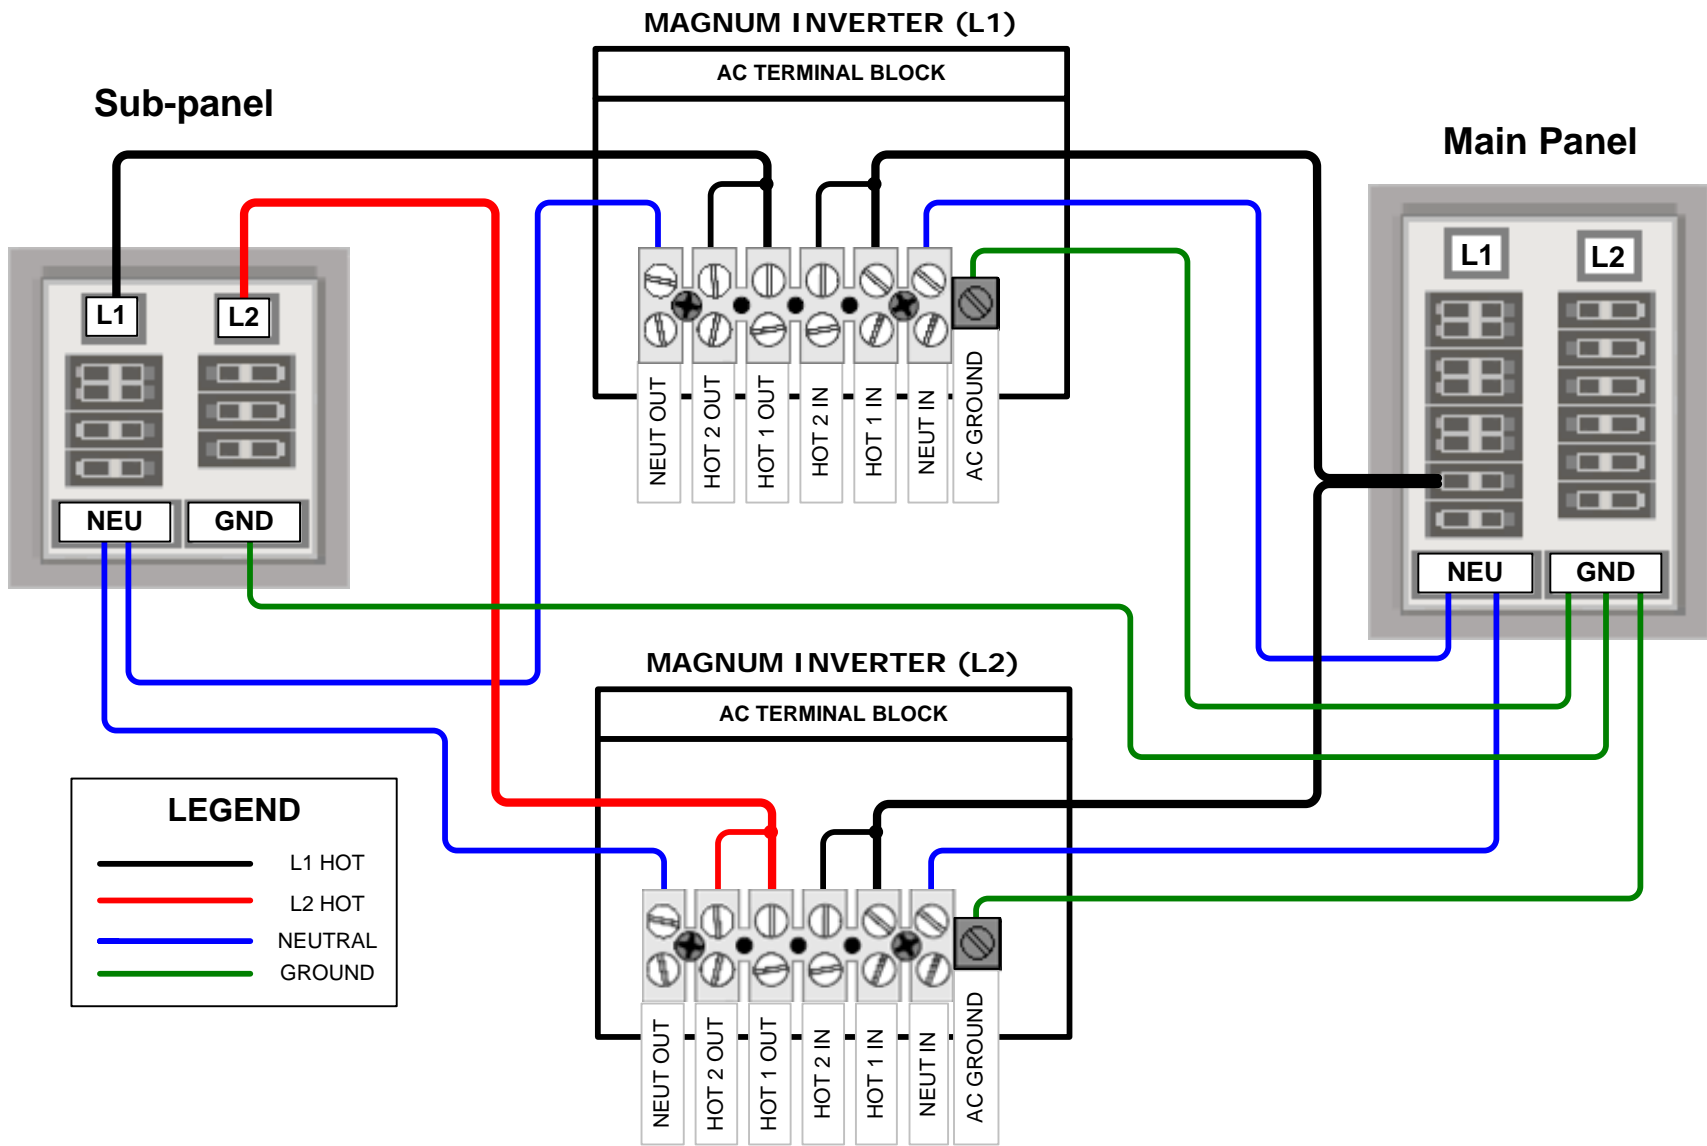 MAGNUM INVERTER (L1)
AC TERMINAL BLOCK
Sub-panel
Main Panel
L1
L2
L1
L2
NEUT OUT
HOT 2 OUT
HOT 1 OUT
HOT 2 IN
HOT 1 IN
NEUT IN
AC GROUND
NEU
GND
NEU
GND
MAGNUM INVERTER (L2)
AC TERMINAL BLOCK
LEGEND
L1 HOT
L2 HOT
NEUTRAL
GROUND
NEUT OUT
HOT 2 OUT
HOT 1 OUT
HOT 2 IN
HOT 1 IN
NEUT IN
AC GROUND